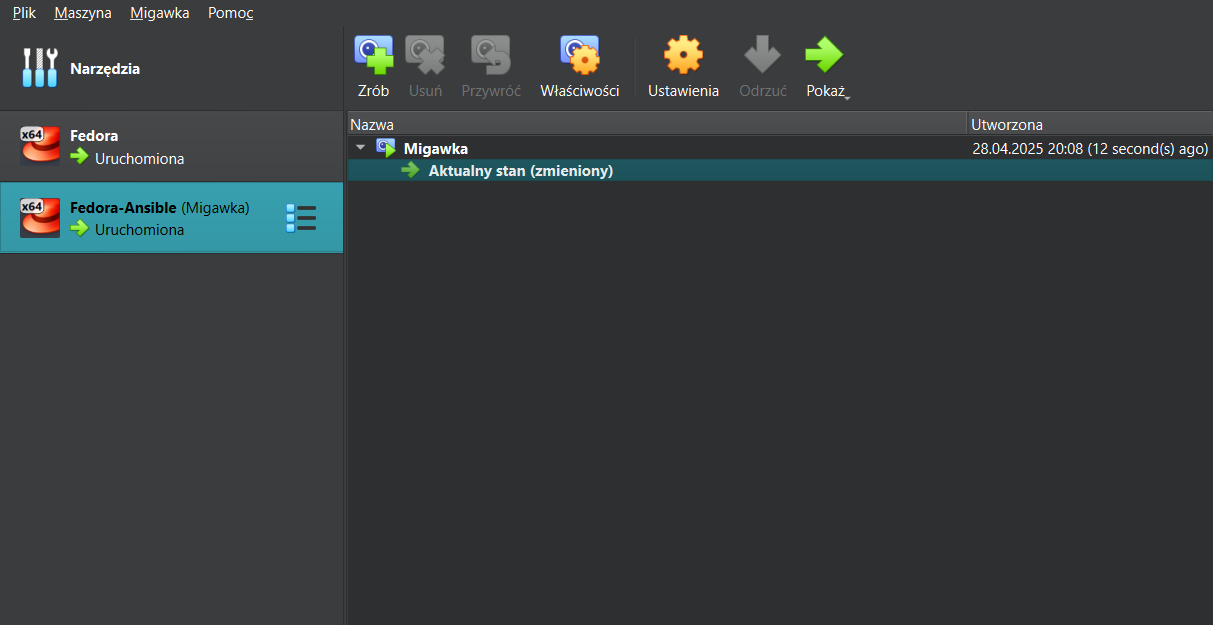 Plik Maszyna Migawka Pomoc
Narzędzia
Zrób Usuń Przywróć Właściwości Ustawienia Odrzuć Pokaż
x64 Fedora
Uruchomiona
x64 Fedora-Ansible (Migawka)
Uruchomiona
Nazwa Utworzona
Migawka 28.04.2025 20:08 (12 second(s) ago)
Aktualny stan (zmieniony)